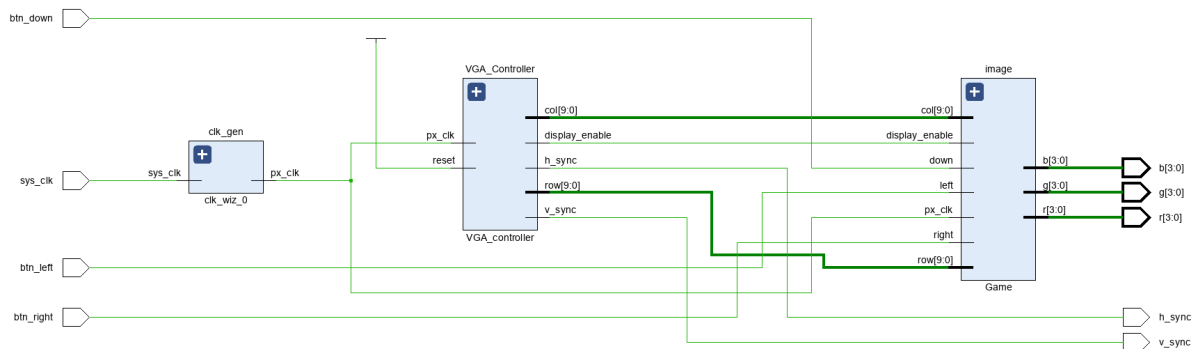 btn_down
VGA_Controller
image
col[9:0]
col[9:0]
clk_gen
px_clk
display_enable
display_enable
reset
h_sync
down
b[3:0]
b[3:0]
sys_clk
sys_clk
px_clk
row[9:0]
left
g[3:0]
g[3:0]
clk_wiz_0
v_sync
px_clk
r[3:0]
r[3:0]
VGA_controller
right
btn_left
row[9:0]
Game
btn_right
h_sync
v_sync